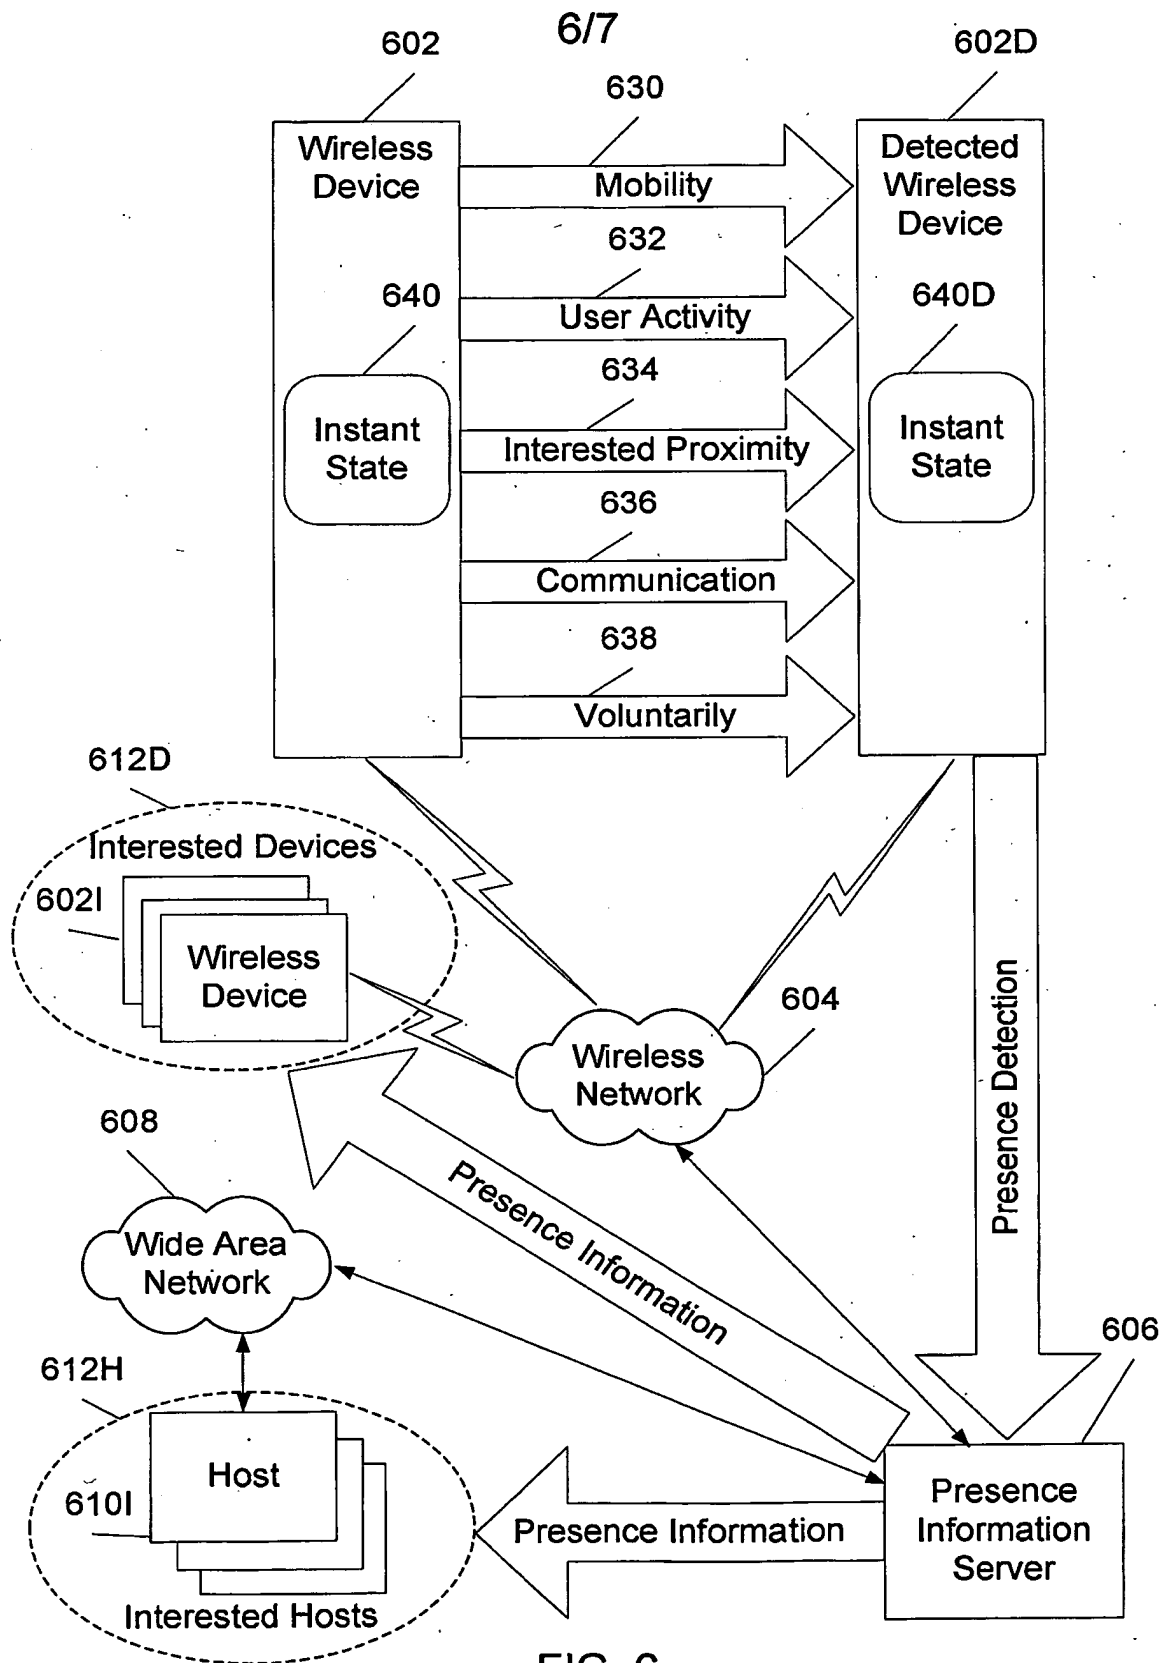 6/7
602
602D
630
Wireless
Device
Detected
Wireless
Device
Mobility
632
640
640D
User Activity
634
Instant
State
Instant
State
Interested Proximity
636
Communication
638
Voluntarily
612D
Interested Devices
602I
Wireless
Device
604
Wireless
Network
Presence Detection
608
Presence Information
Wide Area
Network
606
612H
Host
610I
Presence Information
Presence
Information
Server
Interested Hosts
FIG. 6